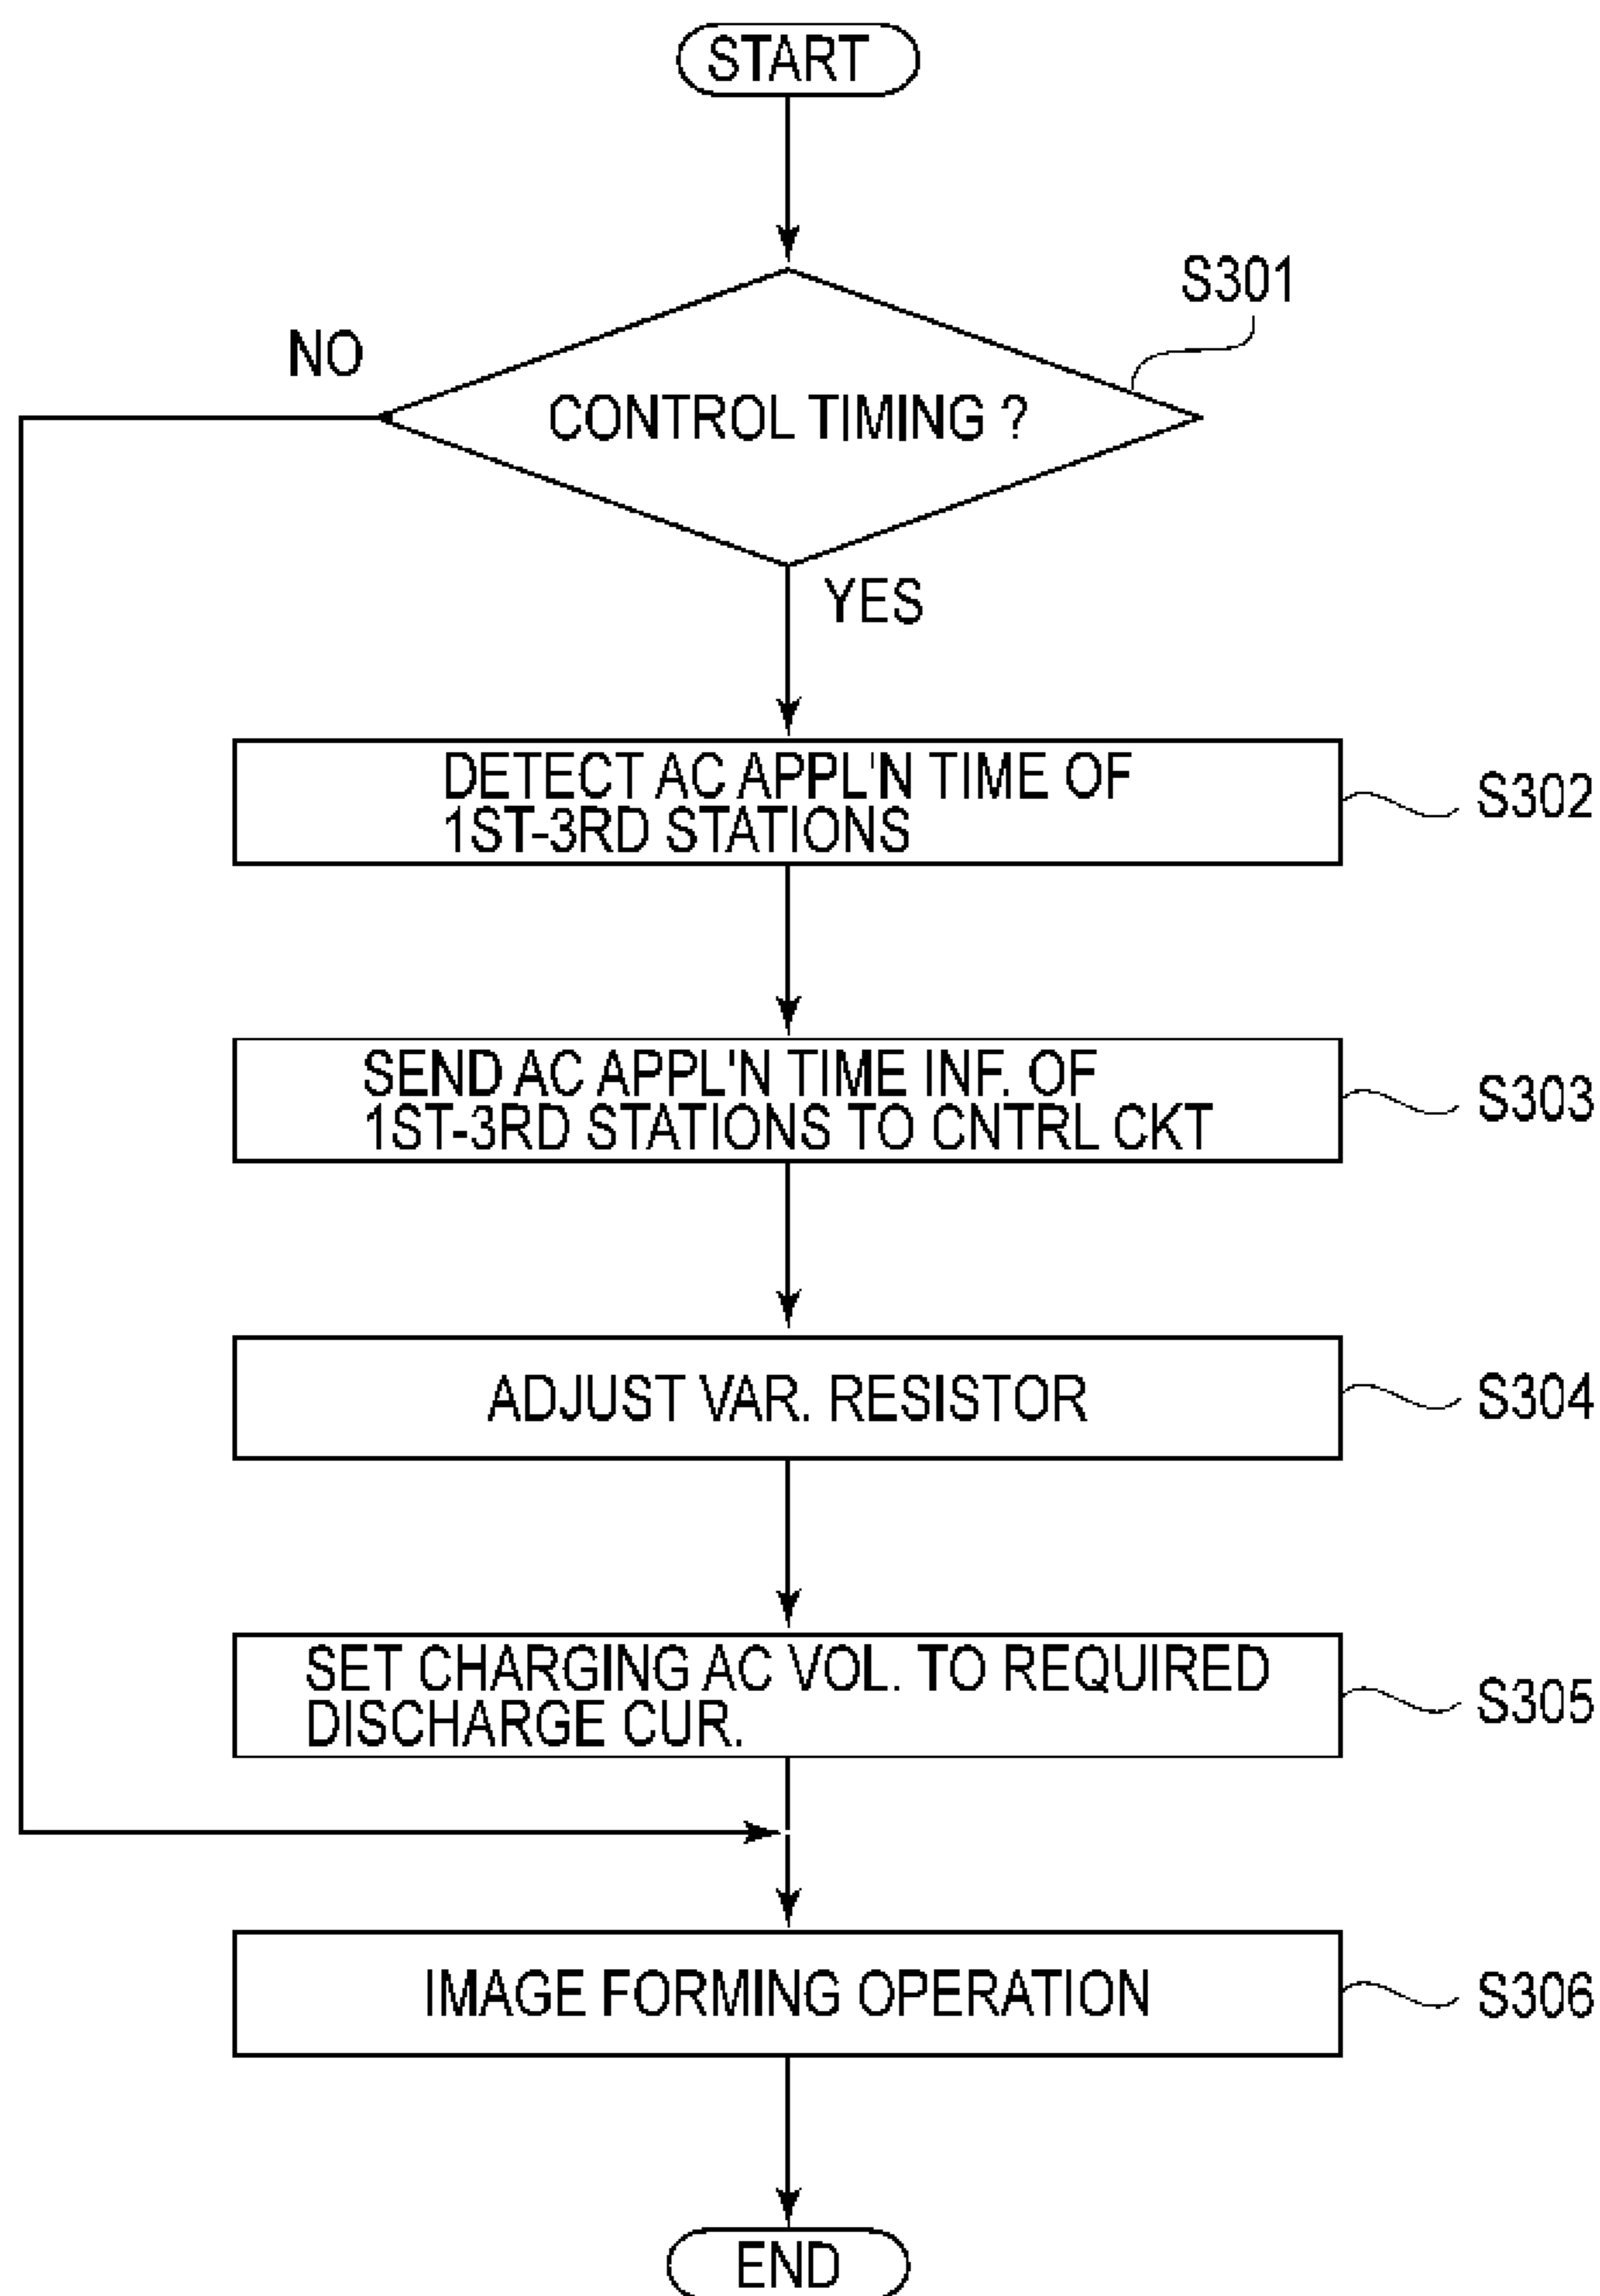 START
S301
NO
CONTROL TIMING ?
YES
DETECT AC APPL'N TIME OF
1ST-3RD STATIONS
S302
SEND AC APPL'N TIME INF. OF
1ST-3RD STATIONS TO CNTRL CKT
S303
ADJUST VAR. RESISTOR
S304
SET CHARGING AC VOL. TO REQUIRED
DISCHARGE CUR.
S305
IMAGE FORMING OPERATION
S306
END